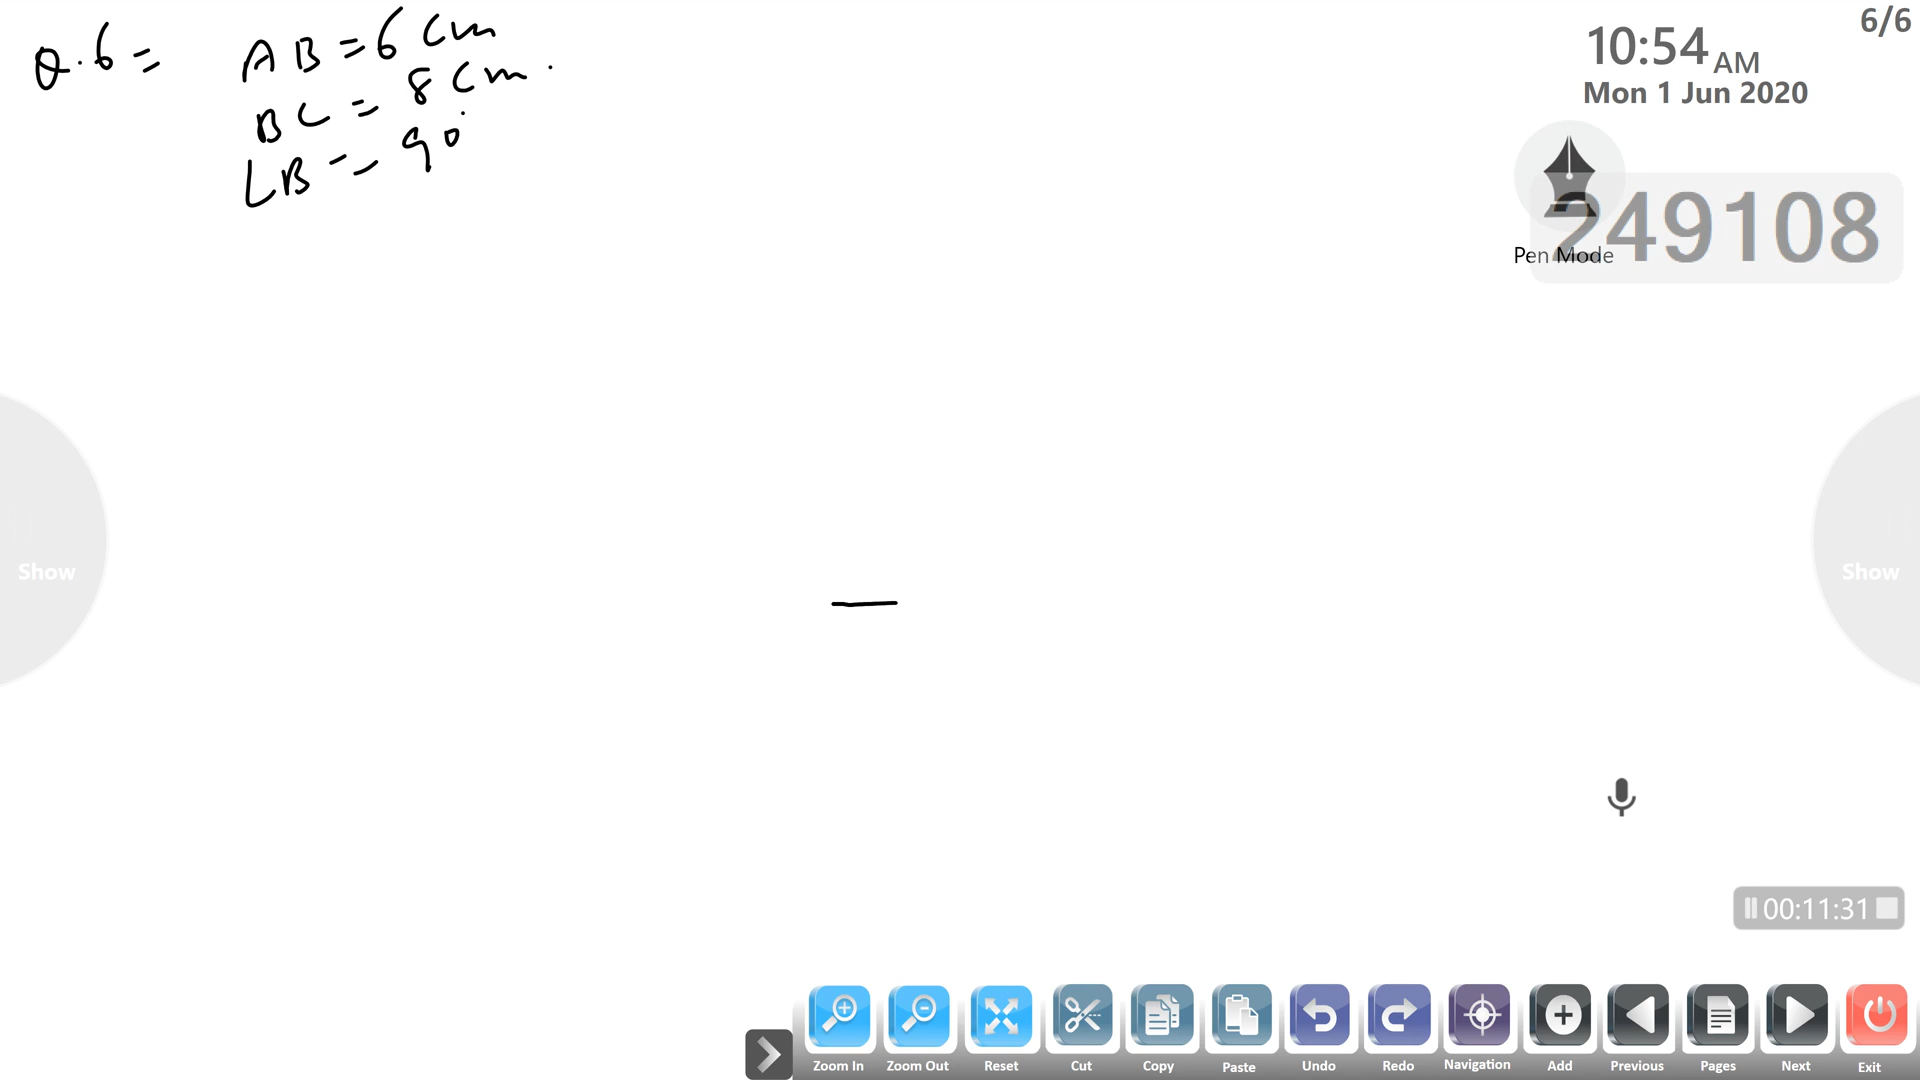 6/6
10:54 AM
Mon 1 Jun 2020
Q.6 =
AB = 6 cm
BC = 8 cm.
∠B = 90°
249108
Pen Mode
Show
Show
00:11:31
Zoom In Zoom Out Reset Cut Copy Paste Undo Redo Navigation Add Previous Pages Next Exit